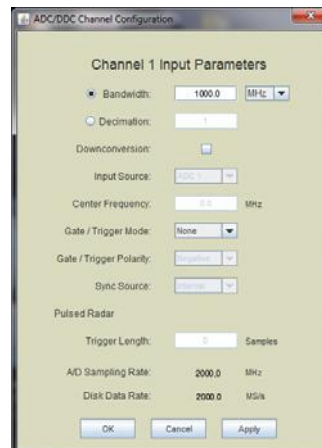 ADC/DDC Channel Configuration
Channel 1 Input Parameters
Bandwidth: 1000.0 MHz
Decimation: 1
Downconversion:
Input Source: ADC 1
Center Frequency: 0.0 MHz
Gate / Trigger Mode: None
Gate / Trigger Polarity: Negative
Sync Source: Internal
Pulsed Radar
Trigger Length: 0 Samples
A/D Sampling Rate: 2000.0 MHz
Disk Data Rate: 2000.0 MS/s
OK Cancel Apply